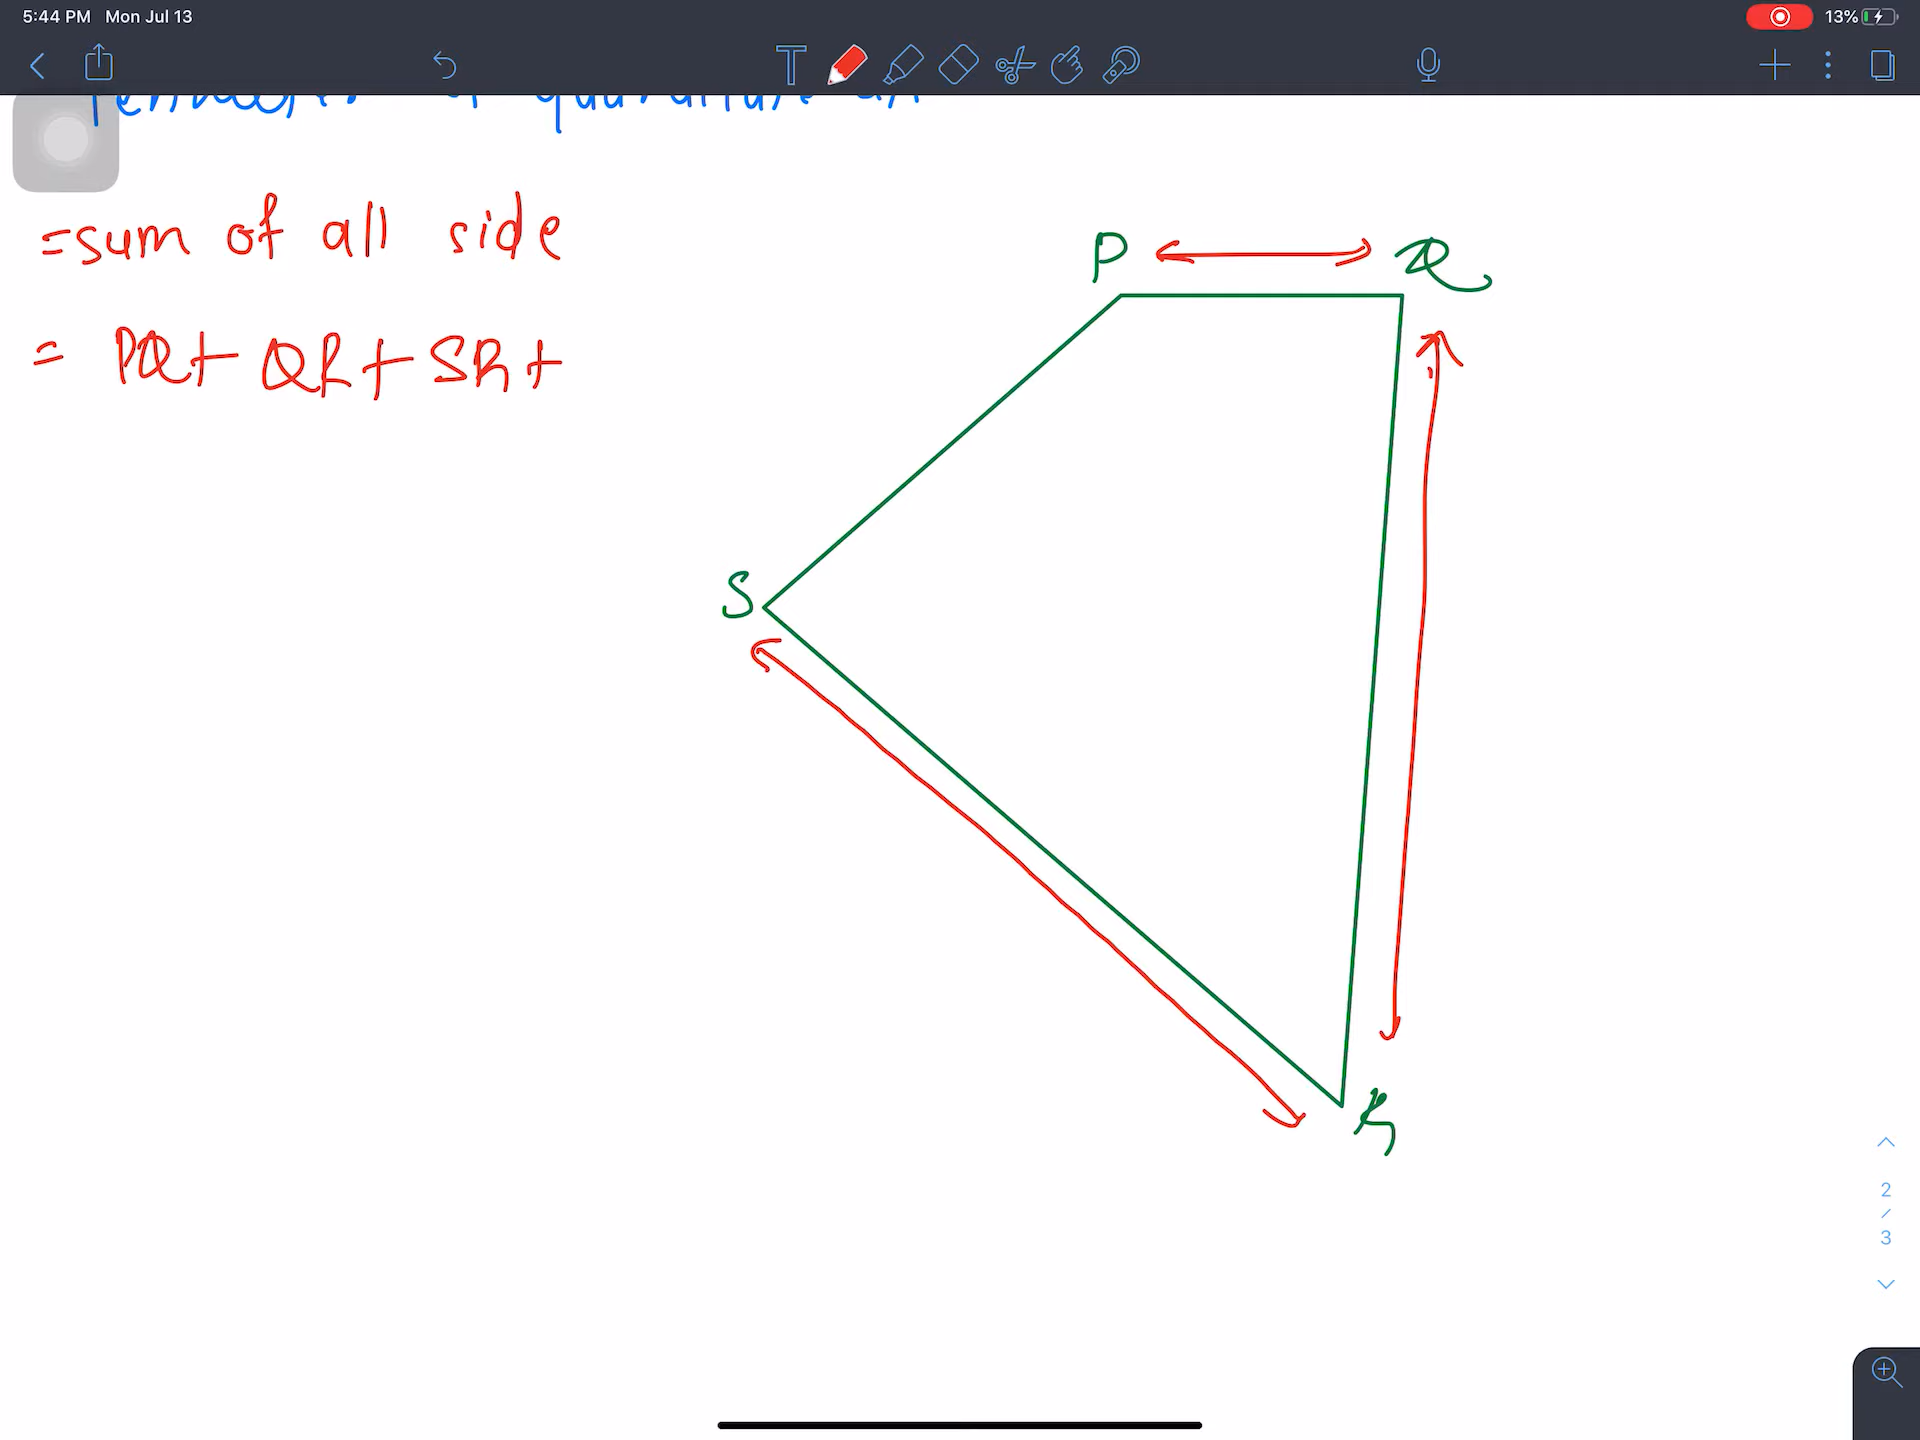 5:44 PM Mon Jul 13
13%
=sum of all side
= PQ+ QR+ SR+
P
Q
S
R
2
/
3